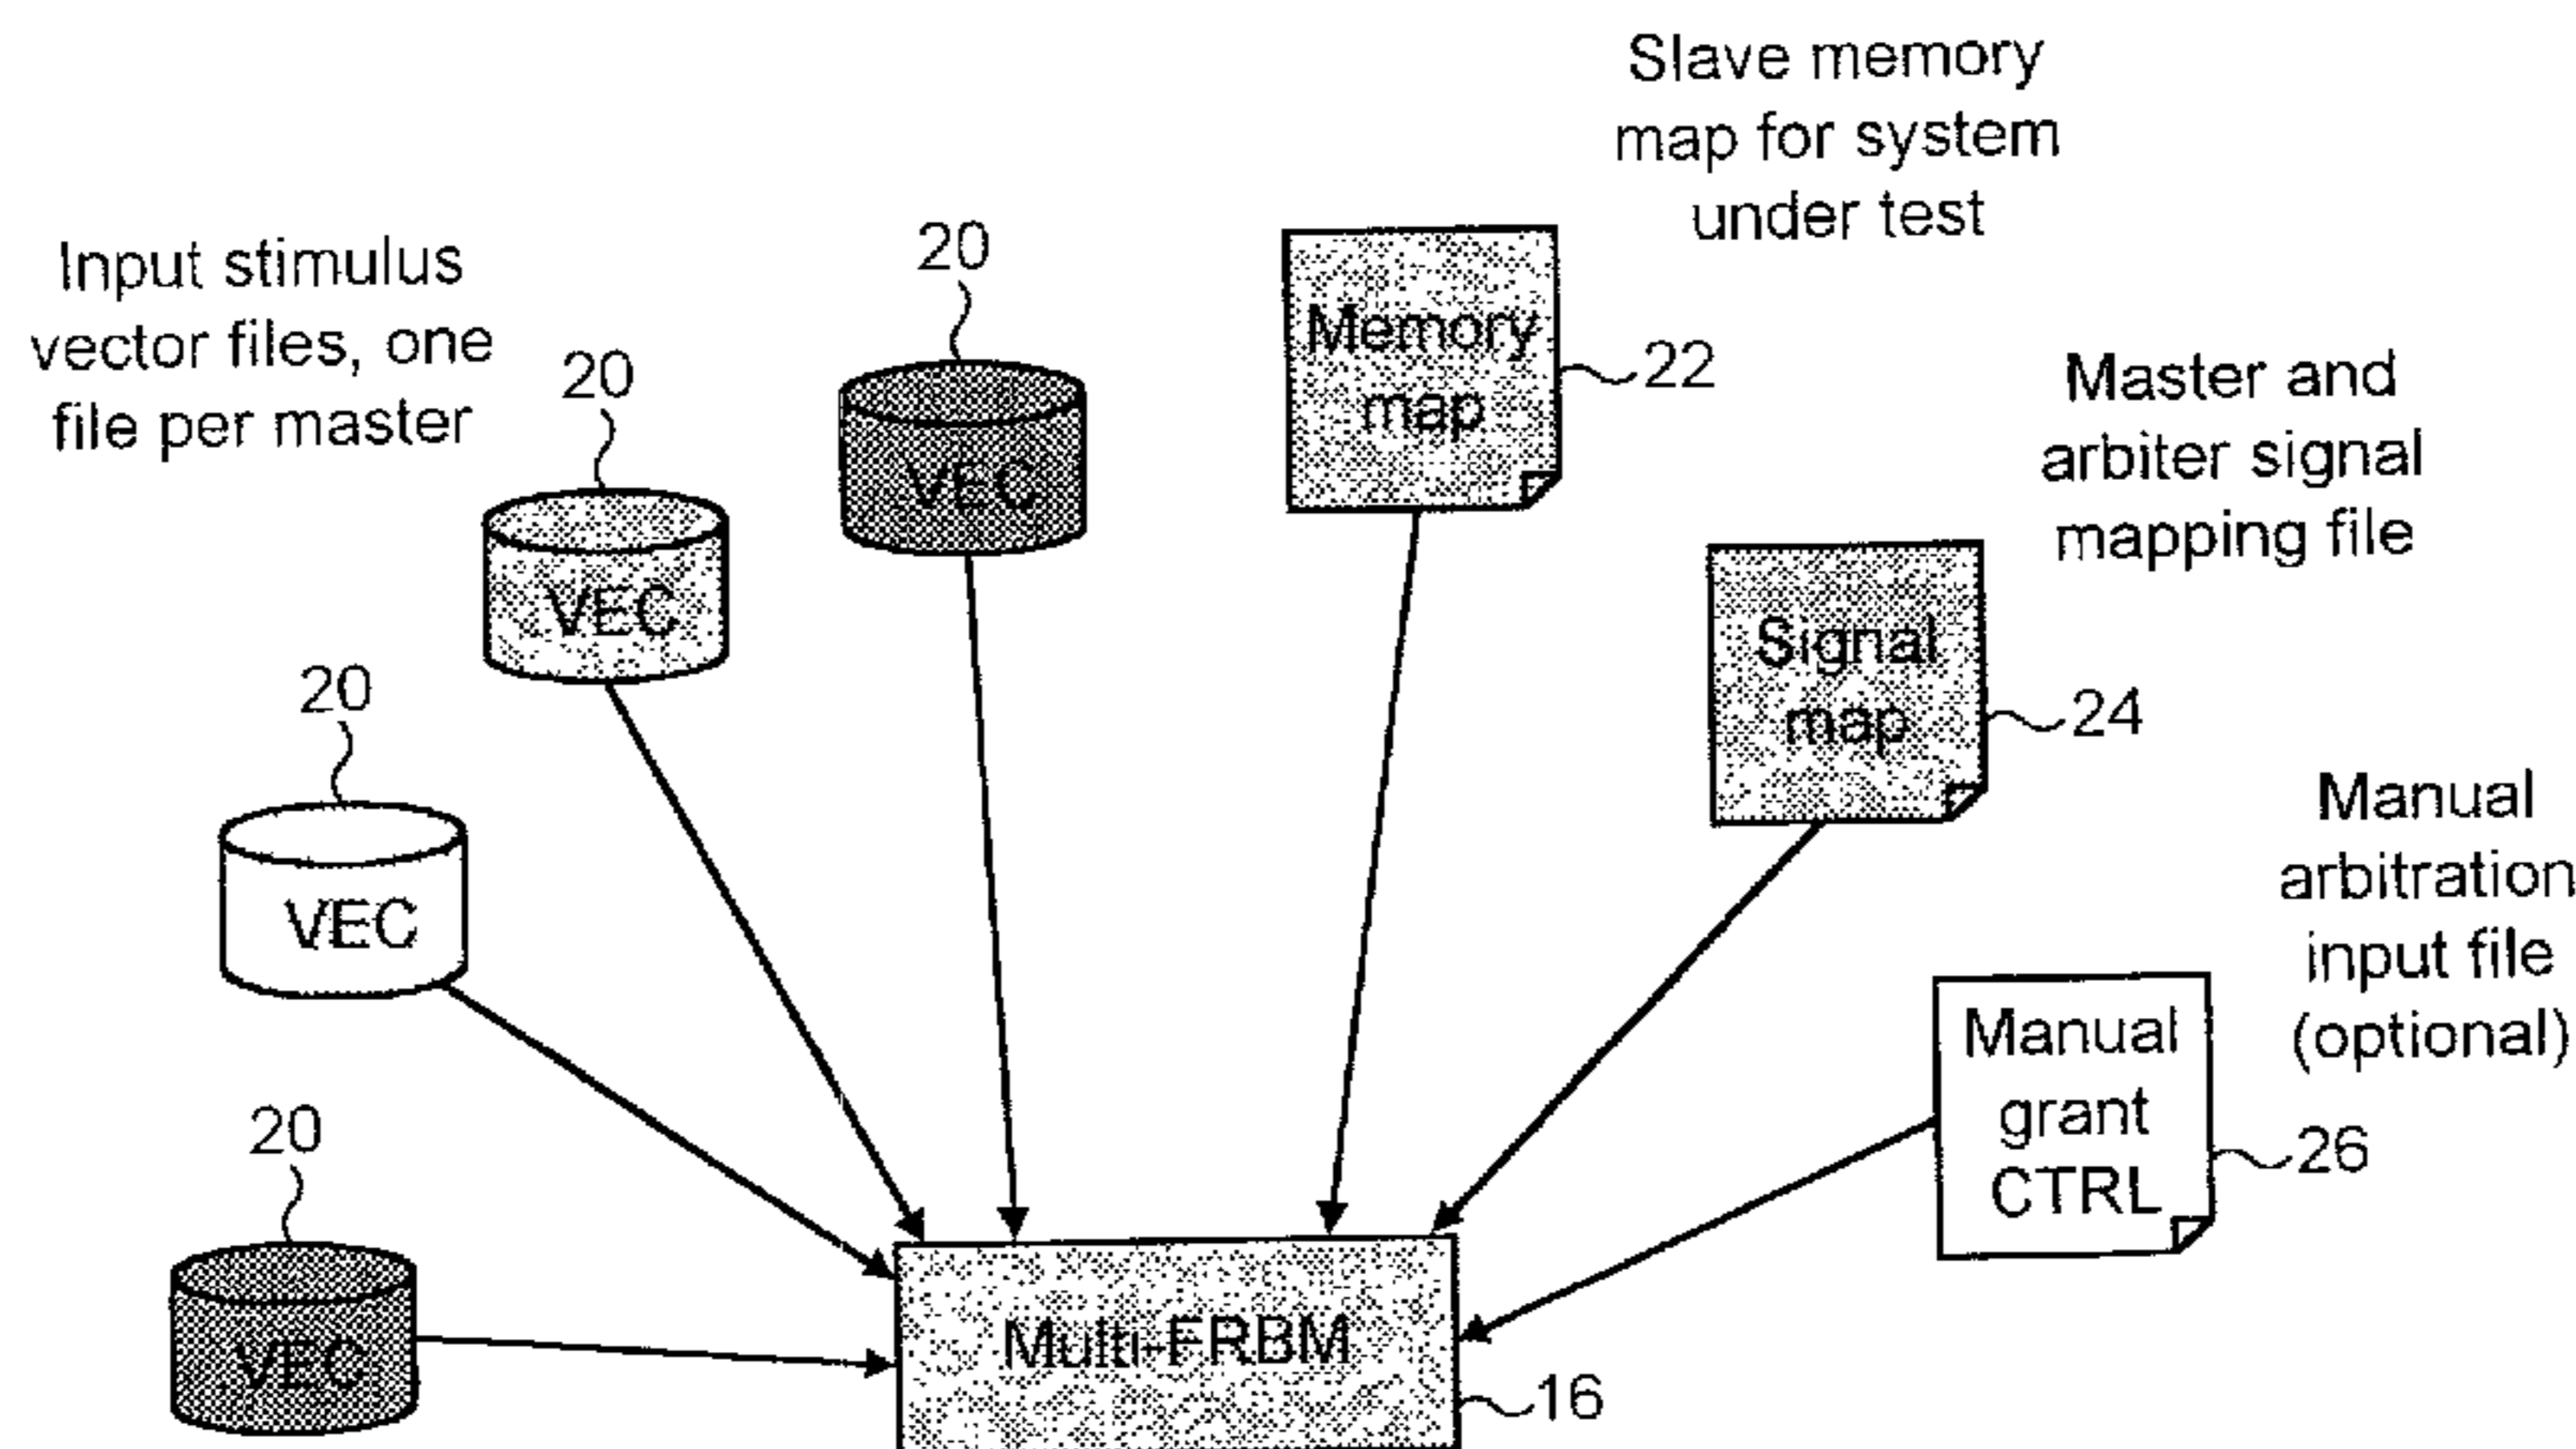 Slave memory
map for system
under test
Input stimulus
vector files, one
file per master
20
20
20
20
VEC
VEC
VEC
VEC
Memory
map
22
Master and
arbiter signal
mapping file
Signal
map
24
Manual
arbitration
input file
(optional)
Manual
grant
CTRL
26
Multi-FRBM
16